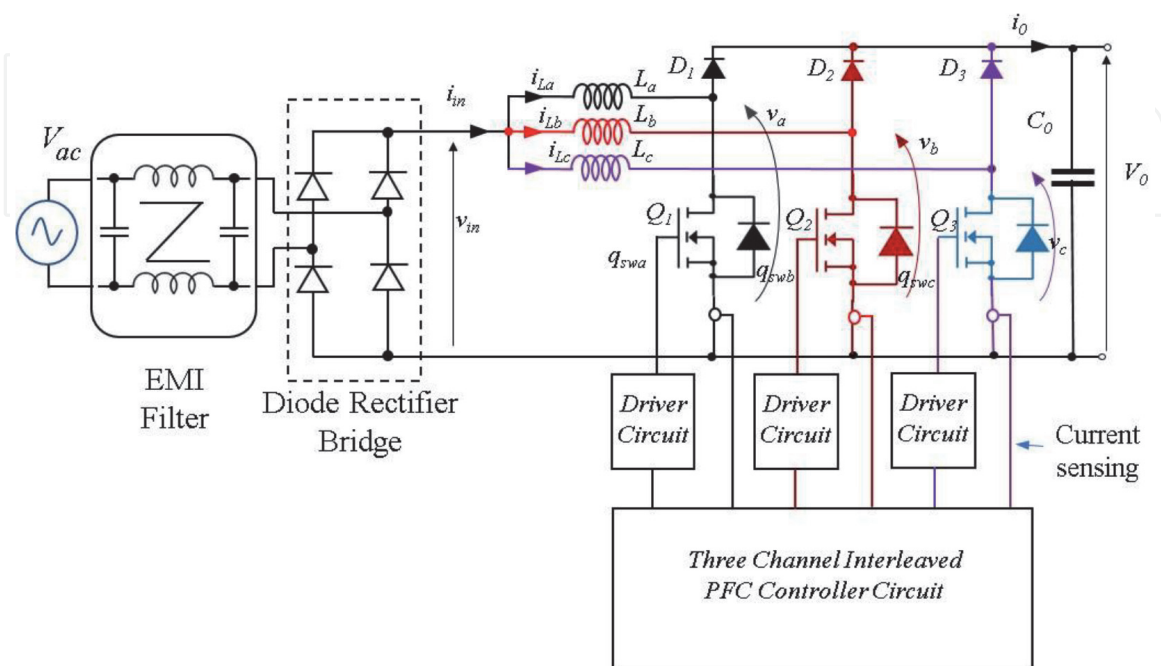 i0
D1
D2
D3
iLa
La
iin
iLb
Lb
va
C0
Vac
iLc
Lc
vb
V0
vin
Q1
Q2
Q3
vc
qswa
qswb
qswc
EMI
Filter
Diode Rectifier
Bridge
Driver
Circuit
Driver
Circuit
Driver
Circuit
Current
sensing
Three Channel Interleaved
PFC Controller Circuit